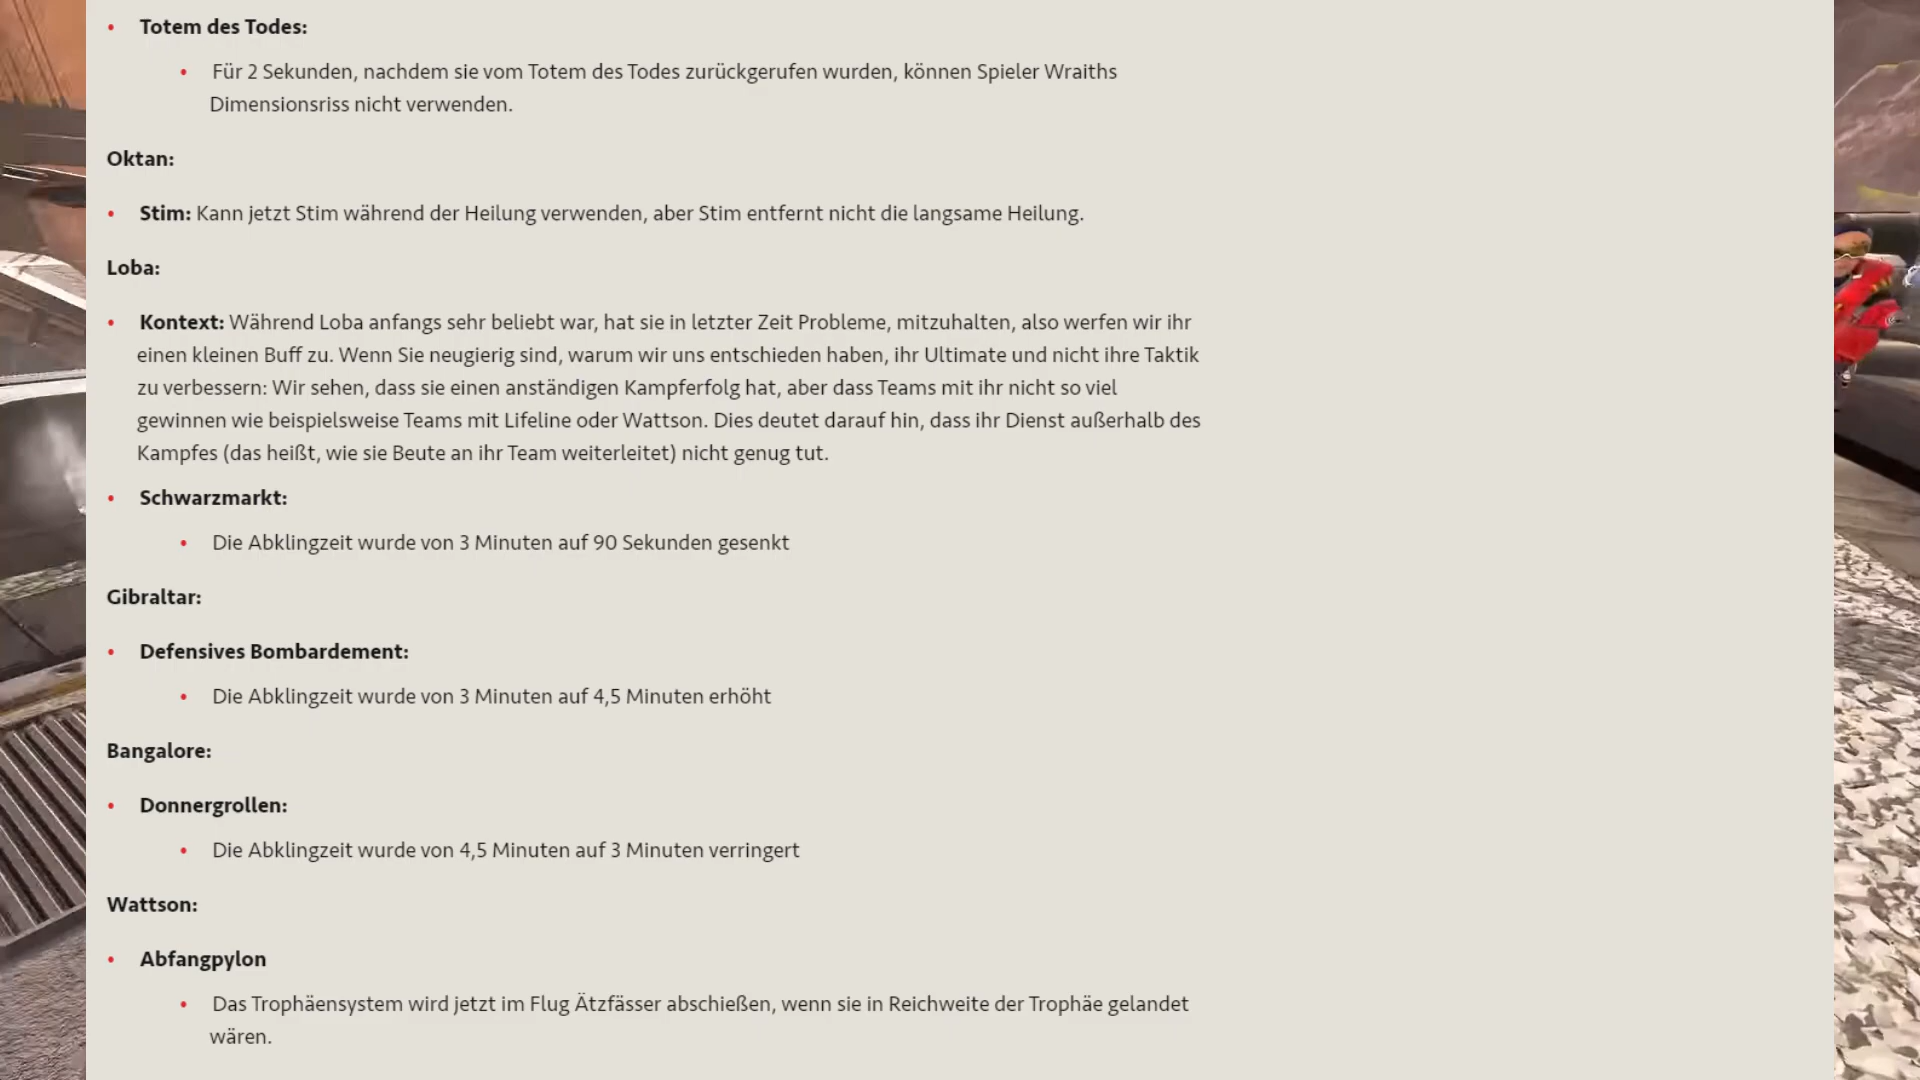 • Totem des Todes:
• Für 2 Sekunden, nachdem sie vom Totem des Todes zurückgerufen wurden, können Spieler Wraiths
Dimensionsriss nicht verwenden.
Oktan:
• Stim: Kann jetzt Stim während der Heilung verwenden, aber Stim entfernt nicht die langsame Heilung.
Loba:
• Kontext: Während Loba anfangs sehr beliebt war, hat sie in letzter Zeit Probleme, mitzuhalten, also werfen wir ihr
einen kleinen Buff zu. Wenn Sie neugierig sind, warum wir uns entschieden haben, ihr Ultimate und nicht ihre Taktik
zu verbessern: Wir sehen, dass sie einen anständigen Kampferfolg hat, aber dass Teams mit ihr nicht so viel
gewinnen wie beispielsweise Teams mit Lifeline oder Wattson. Dies deutet darauf hin, dass ihr Dienst außerhalb des
Kampfes (das heißt, wie sie Beute an ihr Team weiterleitet) nicht genug tut.
• Schwarzmarkt:
• Die Abklingzeit wurde von 3 Minuten auf 90 Sekunden gesenkt
Gibraltar:
• Defensives Bombardement:
• Die Abklingzeit wurde von 3 Minuten auf 4,5 Minuten erhöht
Bangalore:
• Donnergrollen:
• Die Abklingzeit wurde von 4,5 Minuten auf 3 Minuten verringert
Wattson:
• Abfangpylon
• Das Trophäensystem wird jetzt im Flug Ätzfässer abschießen, wenn sie in Reichweite der Trophäe gelandet
wären.